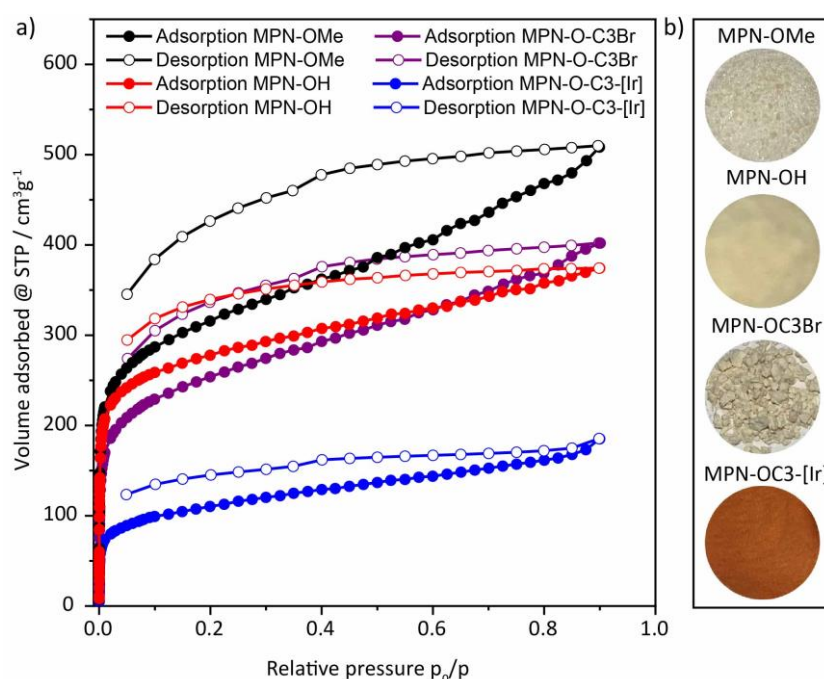 a)
Adsorption MPN-OMe
Desorption MPN-OMe
Adsorption MPN-OH
Desorption MPN-OH
Adsorption MPN-O-C3Br
Desorption MPN-O-C3Br
Adsorption MPN-O-C3-[Ir]
Desorption MPN-O-C3-[Ir]
Volume adsorbed @ STP / cm³g⁻¹
600
500
400
300
200
100
0
0.0 0.2 0.4 0.6 0.8 1.0
Relative pressure pₒ/p
b)
MPN-OMe
MPN-OH
MPN-OC3Br
MPN-OC3-[Ir]